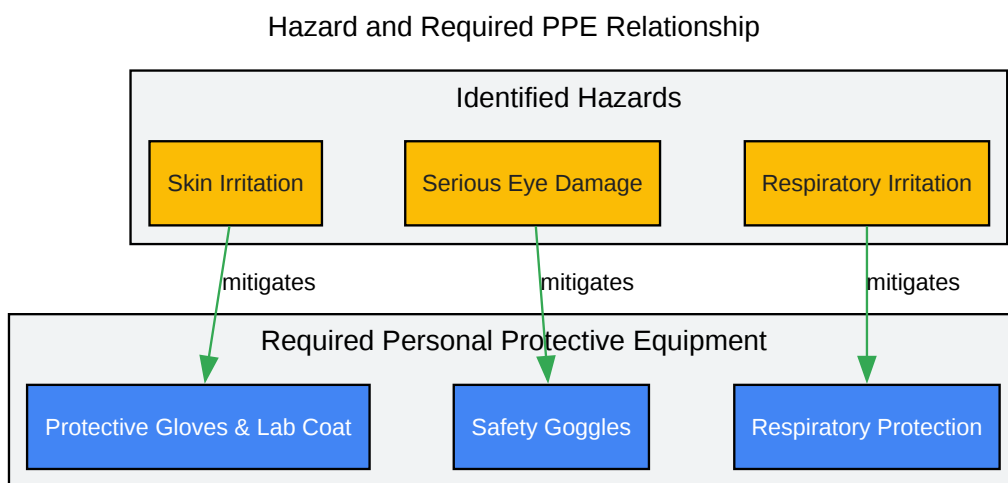 Hazard and Required PPE Relationship
Identified Hazards
Skin Irritation
Serious Eye Damage
Respiratory Irritation
mitigates
mitigates
mitigates
Required Personal Protective Equipment
Protective Gloves & Lab Coat
Safety Goggles
Respiratory Protection